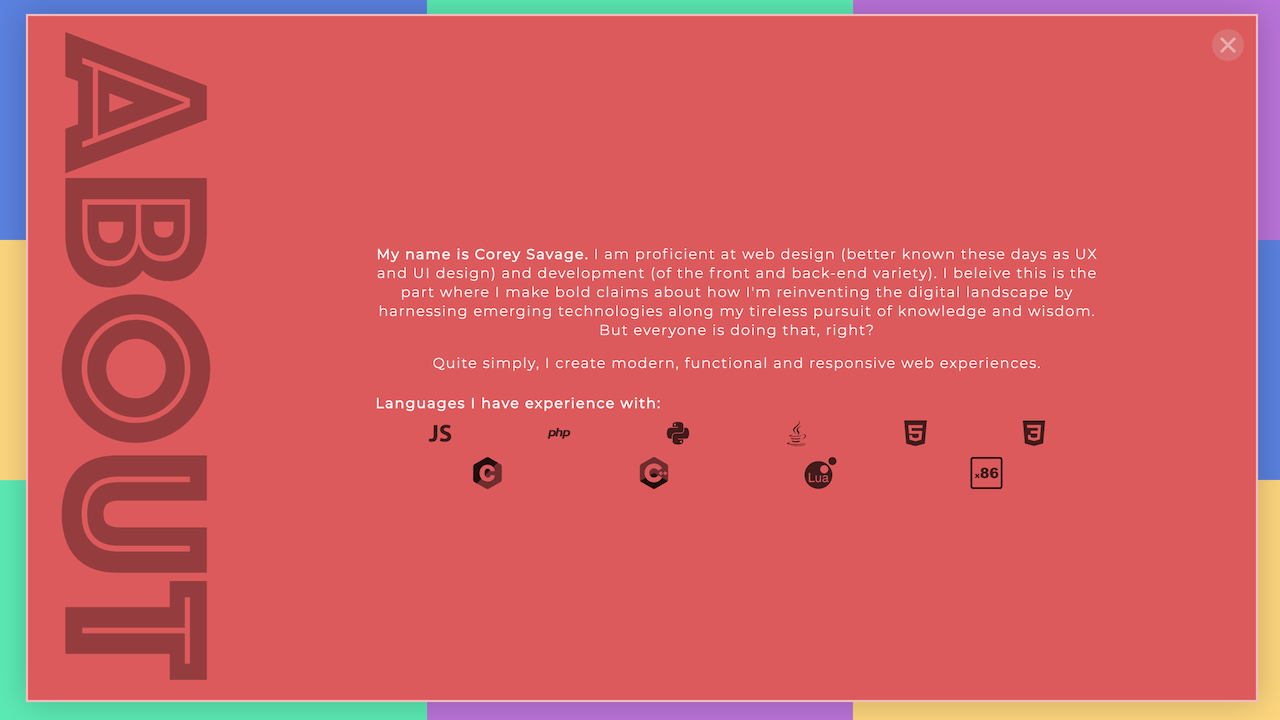 ABOUT
My name is Corey Savage. I am proficient at web design (better known these days as UX
and UI design) and development (of the front and back-end variety). I beleive this is the
part where I make bold claims about how I'm reinventing the digital landscape by
harnessing emerging technologies along my tireless pursuit of knowledge and wisdom.
But everyone is doing that, right?
Quite simply, I create modern, functional and responsive web experiences.
Languages I have experience with:
JS php 5 3
C C++ Lua x86